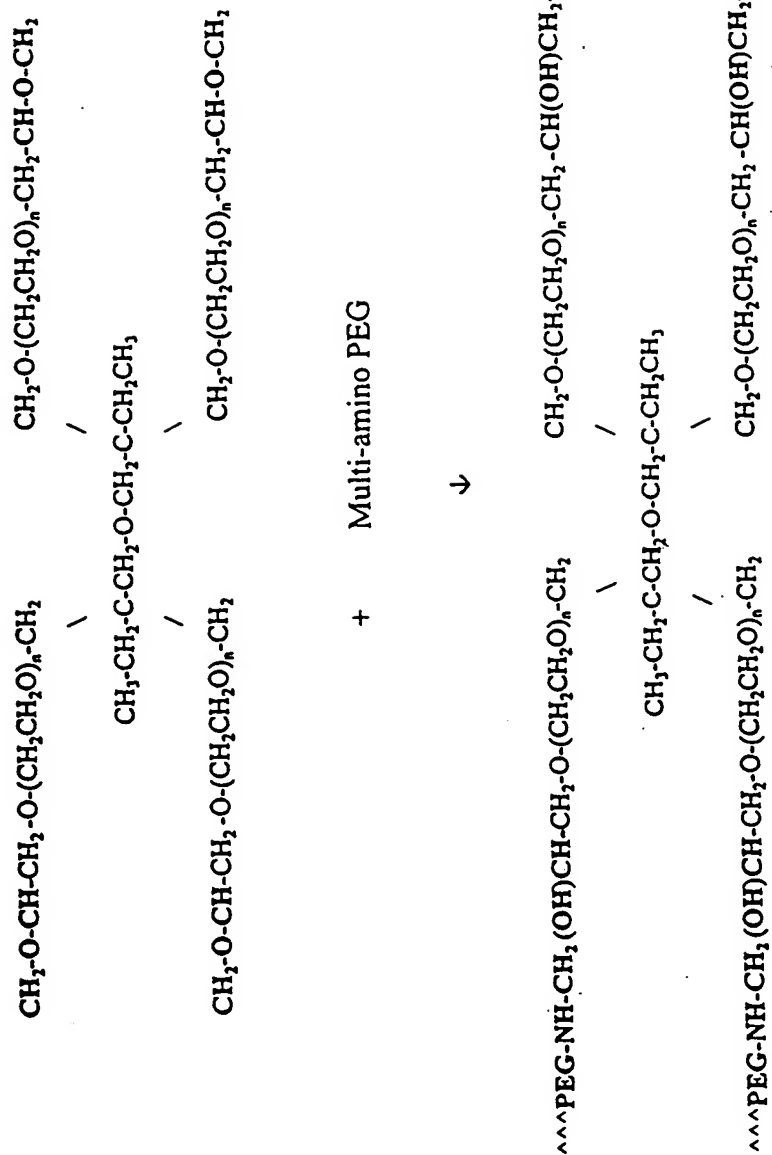 CH₂-O-CH-CH₂-O-(CH₂CH₂O)ₙ-CH₂ CH₂-O-(CH₂CH₂O)ₙ-CH₂-CH-O-CH₂
\ /
CH₃-CH₂-C-CH₂-O-CH₂-C-CH₂CH₃
/ \
CH₂-O-CH-CH₂-O-(CH₂CH₂O)ₙ-CH₂ CH₂-O-(CH₂CH₂O)ₙ-CH₂-CH-O-CH₂
+ Multi-amino PEG
↓
^^^PEG-NH-CH₂(OH)CH-CH₂-O-(CH₂CH₂O)ₙ-CH₂ CH₂-O-(CH₂CH₂O)ₙ-CH₂-CH(OH)CH₂-
\ /
CH₃-CH₂-C-CH₂-O-CH₂-C-CH₂CH₃
/ \
^^^PEG-NH-CH₂(OH)CH-CH₂-O-(CH₂CH₂O)ₙ-CH₂ CH₂-O-(CH₂CH₂O)ₙ-CH₂-CH(OH)CH₂-